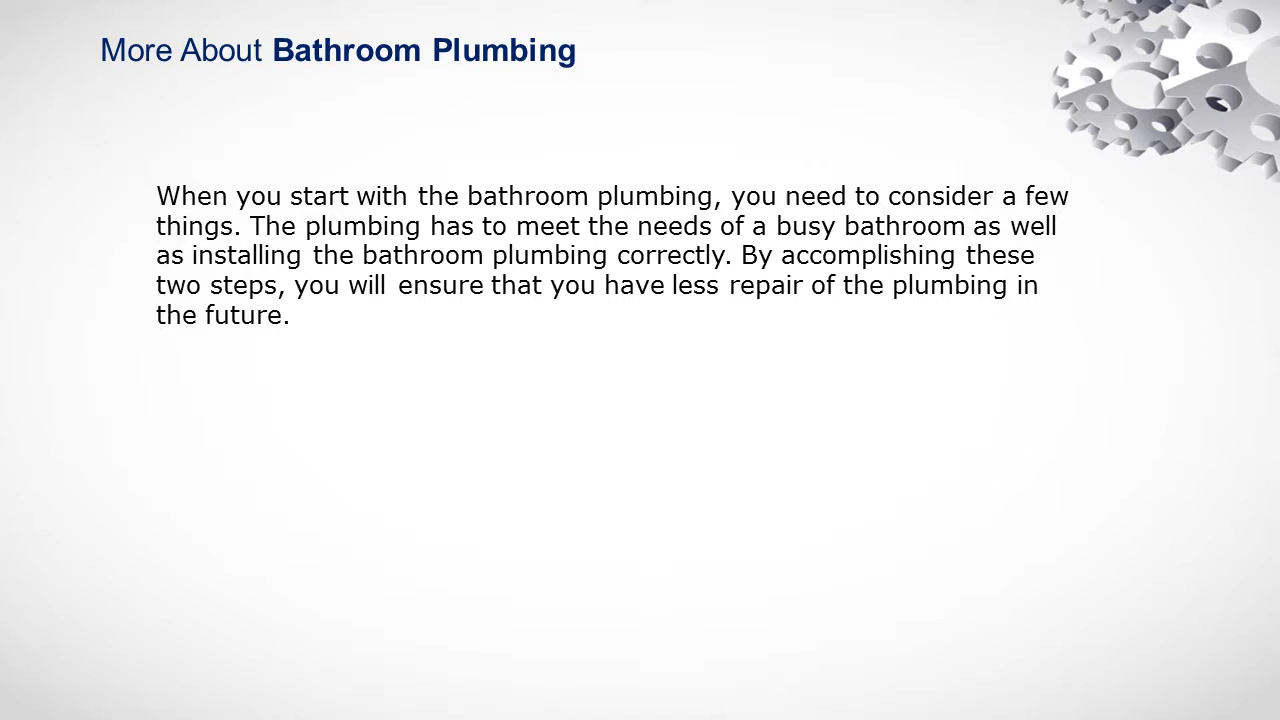 More About Bathroom Plumbing
When you start with the bathroom plumbing, you need to consider a few
things. The plumbing has to meet the needs of a busy bathroom as well
as installing the bathroom plumbing correctly. By accomplishing these
two steps, you will ensure that you have less repair of the plumbing in
the future.